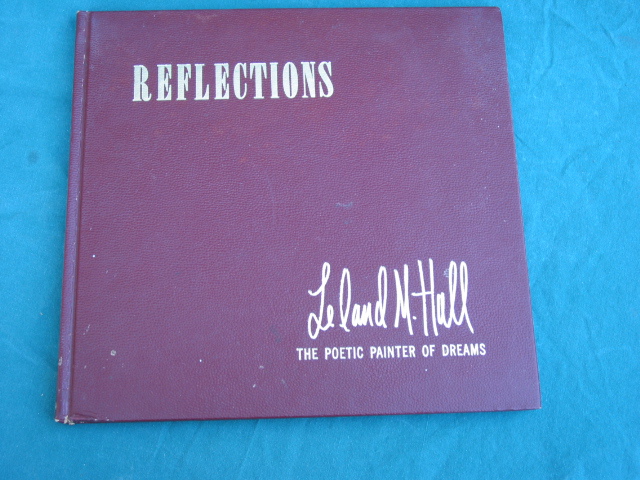 REFLECTIONS
Leland M. Hall
THE POETIC PAINTER OF DREAMS